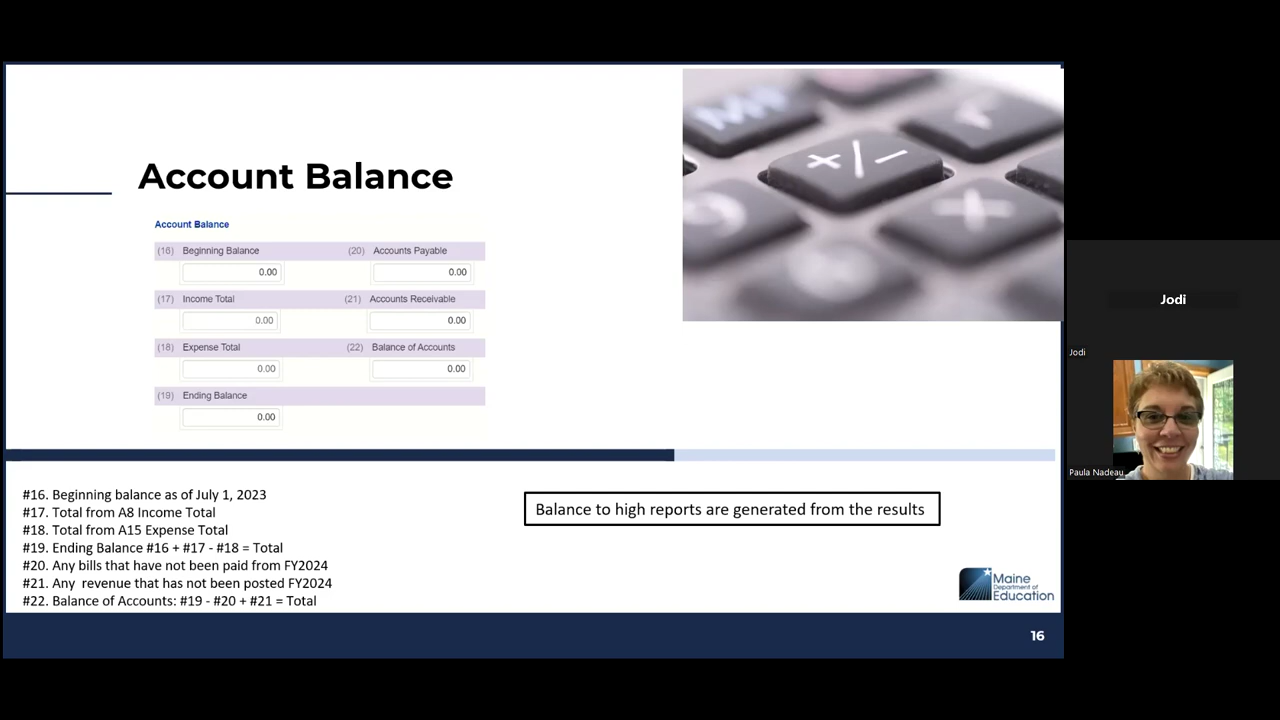 Account Balance
Account Balance
(16) Beginning Balance (20) Accounts Payable
0.00 0.00
(17) Income Total (21) Accounts Receivable
0.00 0.00
(18) Expense Total (22) Balance of Accounts
0.00 0.00
(19) Ending Balance
0.00
M+
+/−
×
#16. Beginning balance as of July 1, 2023
#17. Total from A8 Income Total
#18. Total from A15 Expense Total
#19. Ending Balance #16 + #17 - #18 = Total
#20. Any bills that have not been paid from FY2024
#21. Any  revenue that has not been posted FY2024
#22. Balance of Accounts: #19 - #20 + #21 = Total
Balance to high reports are generated from the results
Maine
Department of
Education
16
Jodi
Jodi
Paula Nadeau